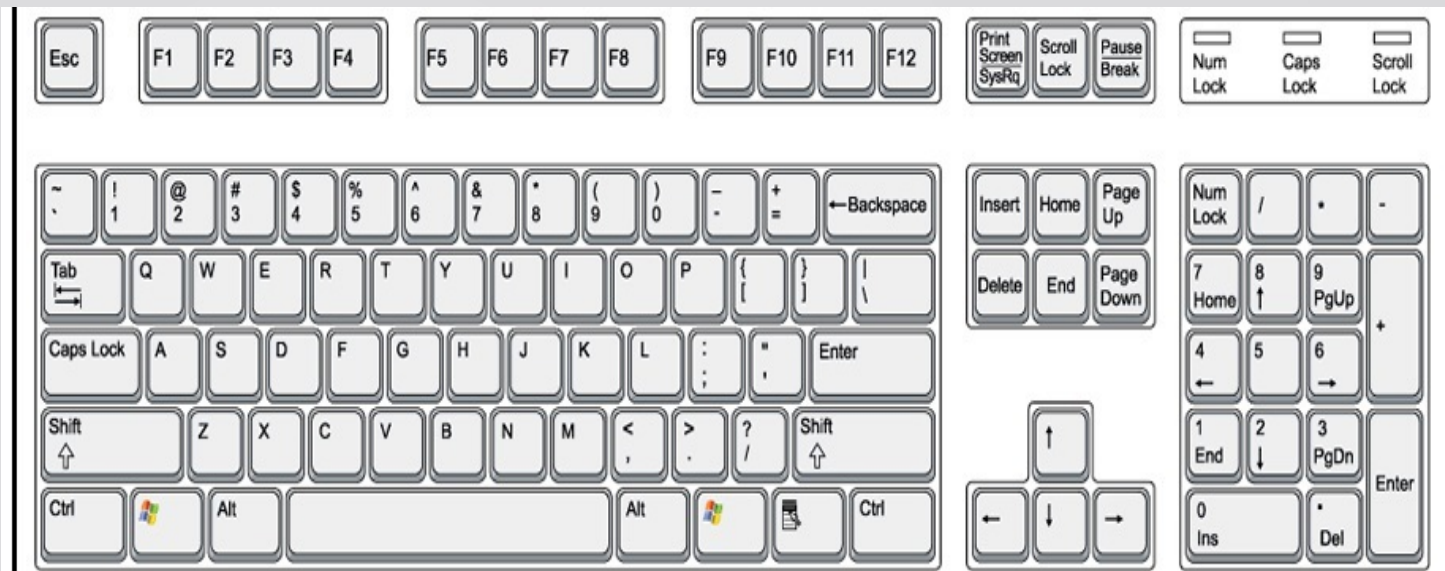 Esc F1 F2 F3 F4 F5 F6 F7 F8 F9 F10 F11 F12
Print
Screen
SysRq
Scroll
Lock
Pause
Break
Num
Lock
Caps
Lock
Scroll
Lock
~ ! @ # $ % ^ & * ( ) – +
` 1 2 3 4 5 6 7 8 9 0 - = ←Backspace
Tab Q W E R T Y U I O P { } |
[ ] \
Caps Lock A S D F G H J K L : " Enter
; '
Shift Z X C V B N M < > ? Shift
⇧ , . / ⇧
Ctrl Alt Alt Ctrl
Insert Home Page
Up
Delete End Page
Down
↑
← ↓ →
Num
Lock
/ * -
7 8 9
Home ↑ PgUp +
4 5 6
← →
1 2 3
End ↓ PgDn Enter
0 .
Ins Del